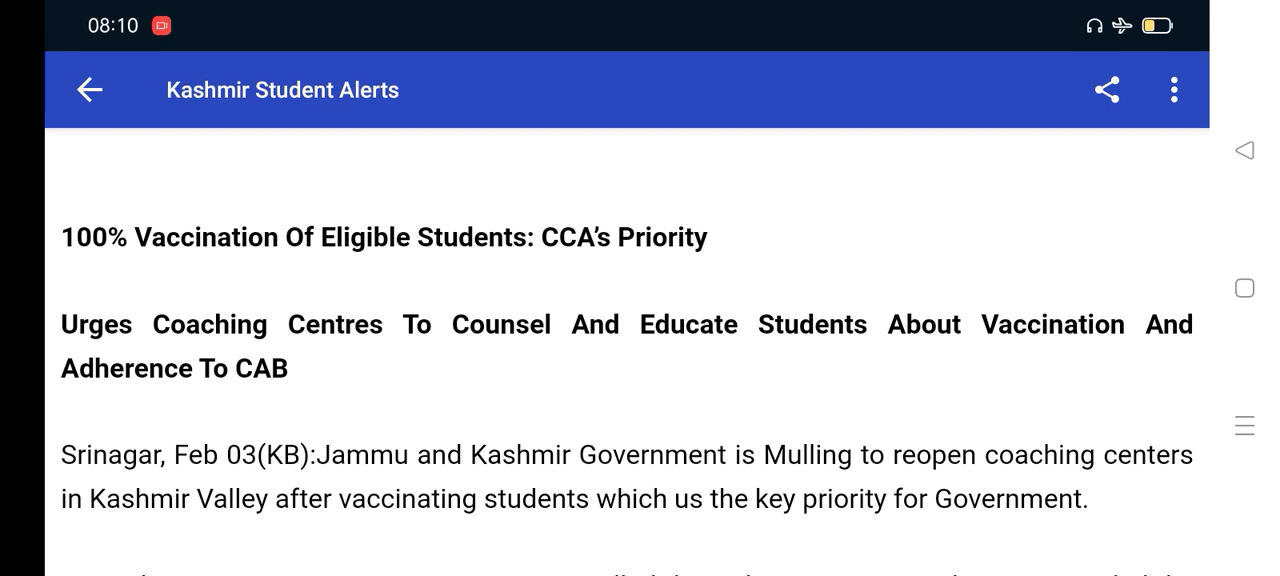 08:10
Kashmir Student Alerts
100% Vaccination Of Eligible Students: CCA’s Priority
Urges Coaching Centres To Counsel And Educate Students About Vaccination And
Adherence To CAB
Srinagar, Feb 03(KB):Jammu and Kashmir Government is Mulling to reopen coaching centers
in Kashmir Valley after vaccinating students which us the key priority for Government.